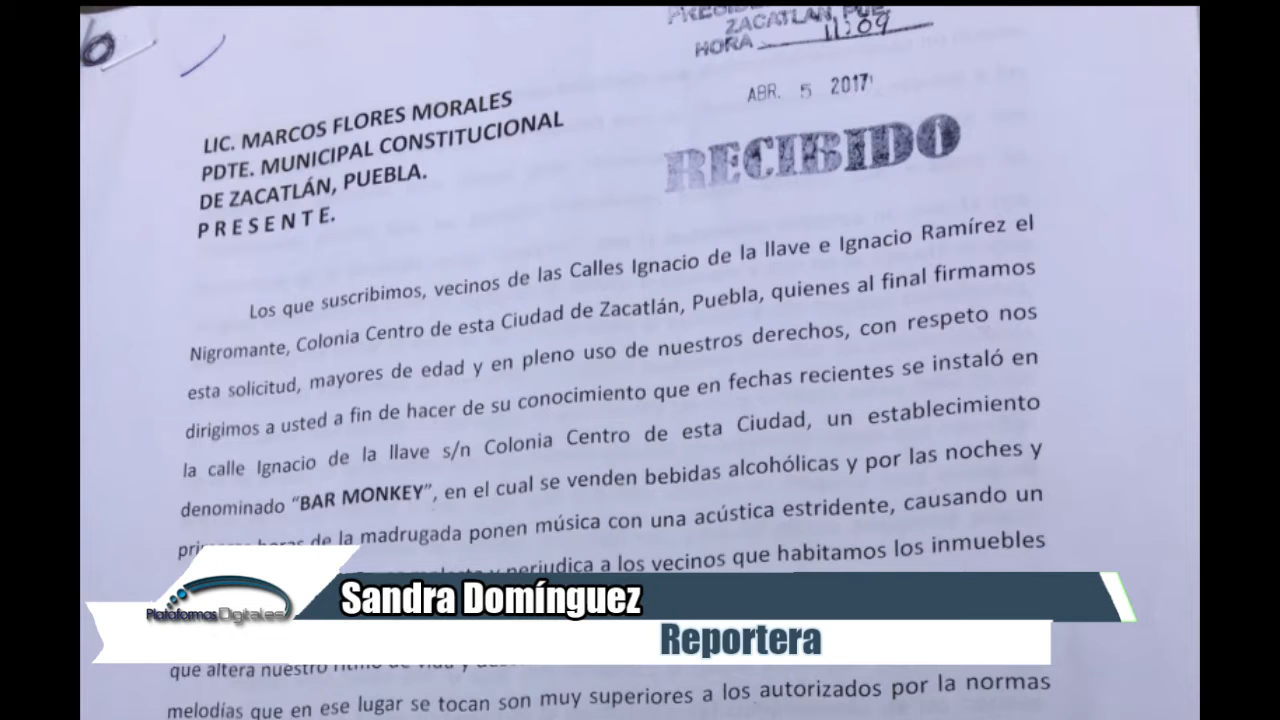 ZACATLAN, PUE.
HORA 11:09
ABR. 5 2017
RECIBIDO
LIC. MARCOS FLORES MORALES
PDTE. MUNICIPAL CONSTITUCIONAL
DE ZACATLÁN, PUEBLA.
P R E S E N T E.
Los que suscribimos, vecinos de las Calles Ignacio de la llave e Ignacio Ramírez el
Nigromante, Colonia Centro de esta Ciudad de Zacatlán, Puebla, quienes al final firmamos
esta solicitud, mayores de edad y en pleno uso de nuestros derechos, con respeto nos
dirigimos a usted a fin de hacer de su conocimiento que en fechas recientes se instaló en
la calle Ignacio de la llave s/n Colonia Centro de esta Ciudad, un establecimiento
denominado “BAR MONKEY”, en el cual se venden bebidas alcohólicas y por las noches y
de la madrugada ponen música con una acústica estridente, causando un
y perjudica a los vecinos que habitamos los inmuebles
Plataformas Digitales
Sandra Domínguez
Reportera
que altera nuestro ritmo de vida y
melodías que en ese lugar se tocan son muy superiores a los autorizados por la normas